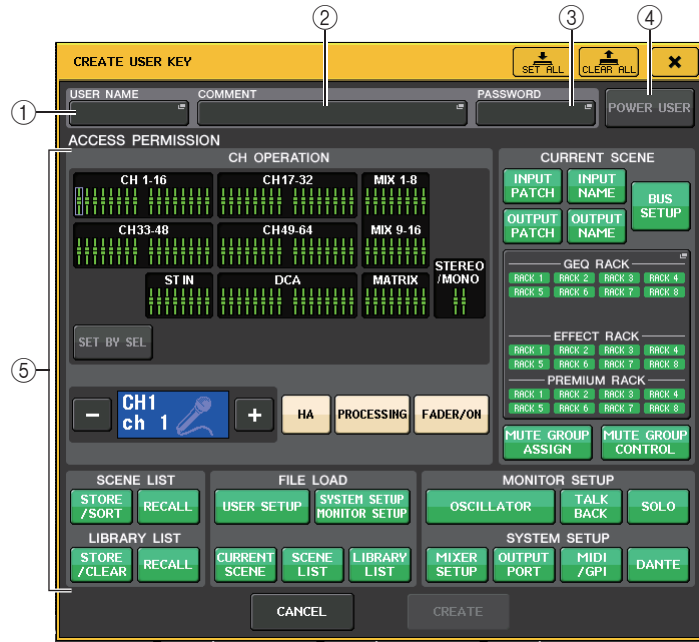 ① ② ③ ④ ⑤
CREATE USER KEY
SET ALL
CLEAR ALL
USER NAME
COMMENT
PASSWORD
POWER USER
ACCESS PERMISSION
CH OPERATION
CH 1-16
CH17-32
MIX 1-8
CH33-48
CH49-64
MIX 9-16
ST IN
DCA
MATRIX
STEREO
/MONO
SET BY SEL
CH1
ch 1
HA
PROCESSING
FADER/ON
CURRENT SCENE
INPUT
PATCH
INPUT
NAME
BUS
SETUP
OUTPUT
PATCH
OUTPUT
NAME
GEQ RACK
RACK 1 RACK 2 RACK 3 RACK 4
RACK 5 RACK 6 RACK 7 RACK 8
EFFECT RACK
RACK 1 RACK 2 RACK 3 RACK 4
RACK 5 RACK 6 RACK 7 RACK 8
PREMIUM RACK
RACK 1 RACK 2 RACK 3 RACK 4
RACK 5 RACK 6 RACK 7 RACK 8
MUTE GROUP
ASSIGN
MUTE GROUP
CONTROL
SCENE LIST
STORE
/SORT
RECALL
LIBRARY LIST
STORE
/CLEAR
RECALL
FILE LOAD
USER SETUP
SYSTEM SETUP
MONITOR SETUP
CURRENT
SCENE
SCENE
LIST
LIBRARY
LIST
MONITOR SETUP
OSCILLATOR
TALK
BACK
SOLO
SYSTEM SETUP
MIXER
SETUP
OUTPUT
PORT
MIDI
/GPI
DANTE
CANCEL
CREATE